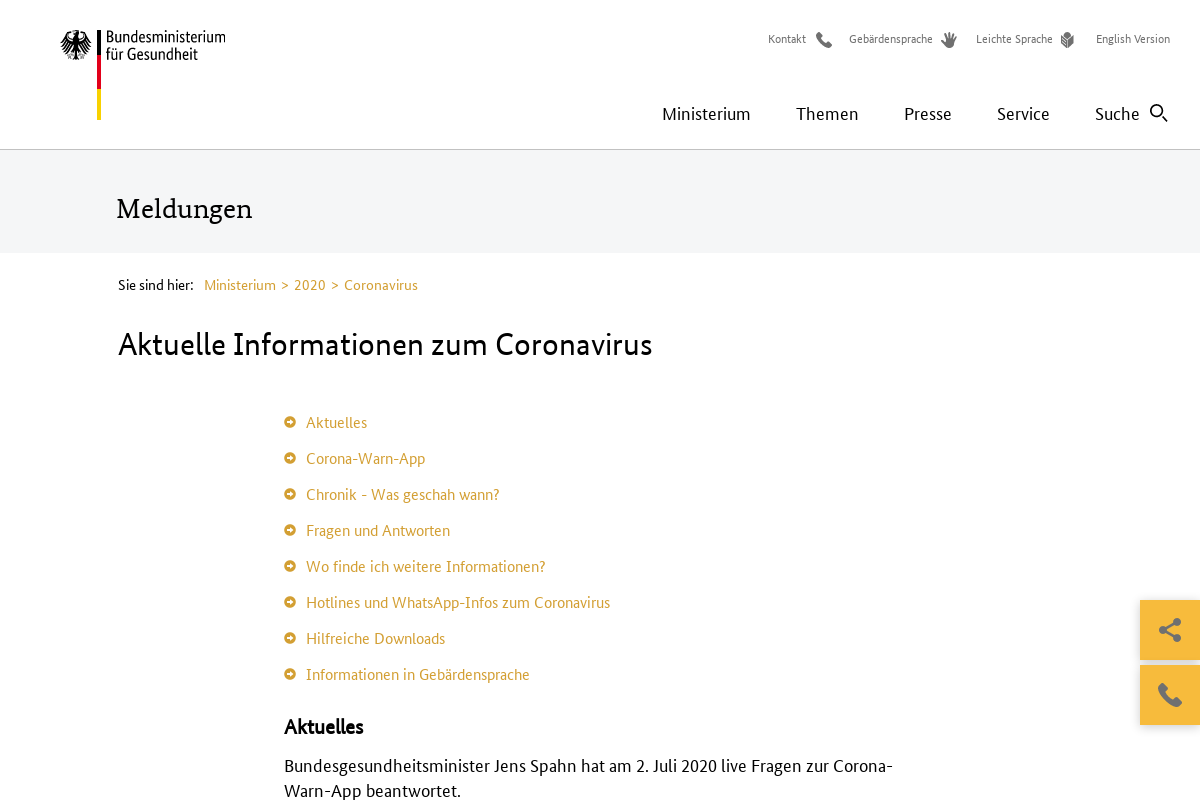 Bundesministerium
für Gesundheit
Kontakt
Gebärdensprache
Leichte Sprache
English Version
Ministerium
Themen
Presse
Service
Suche
Meldungen
Sie sind hier: Ministerium > 2020 > Coronavirus
Aktuelle Informationen zum Coronavirus
Aktuelles
Corona-Warn-App
Chronik - Was geschah wann?
Fragen und Antworten
Wo finde ich weitere Informationen?
Hotlines und WhatsApp-Infos zum Coronavirus
Hilfreiche Downloads
Informationen in Gebärdensprache
Aktuelles
Bundesgesundheitsminister Jens Spahn hat am 2. Juli 2020 live Fragen zur Corona-
Warn-App beantwortet.